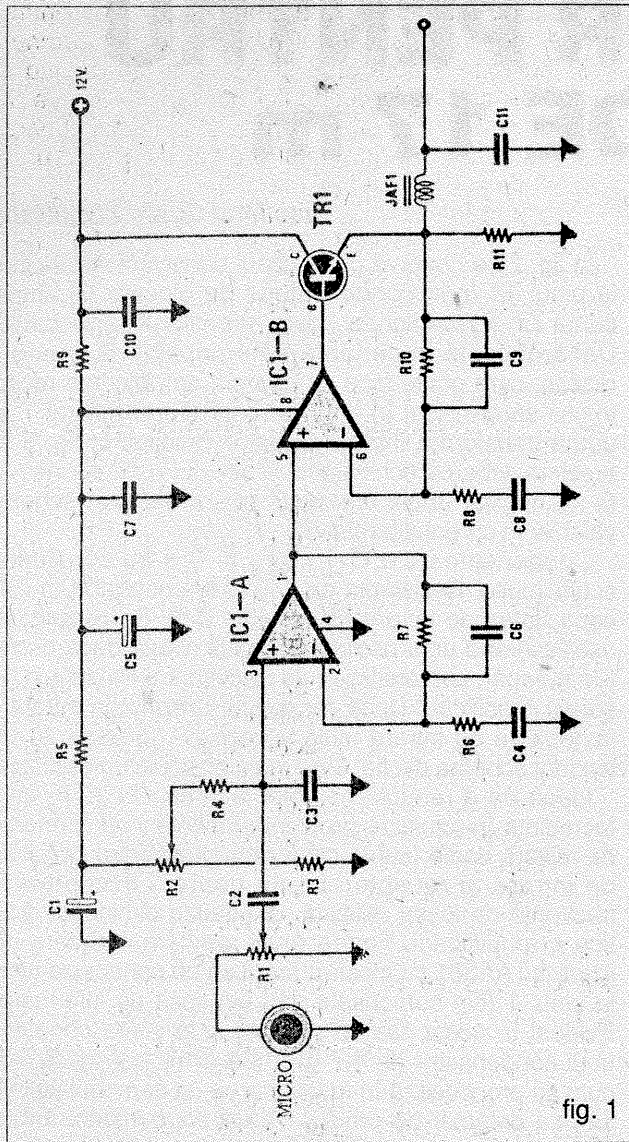 12V.
C11
JAF1
TR1
C
E
B
R11
C10
R9
IC1-B
7
8
R10
C9
+
-
5
6
C7
R8
C8
C5
+
1
IC1-A
4
R7
C6
+
-
3
2
R5
R6
C4
R4
C3
C1
+
R2
R3
C2
R1
MICRO
fig. 1